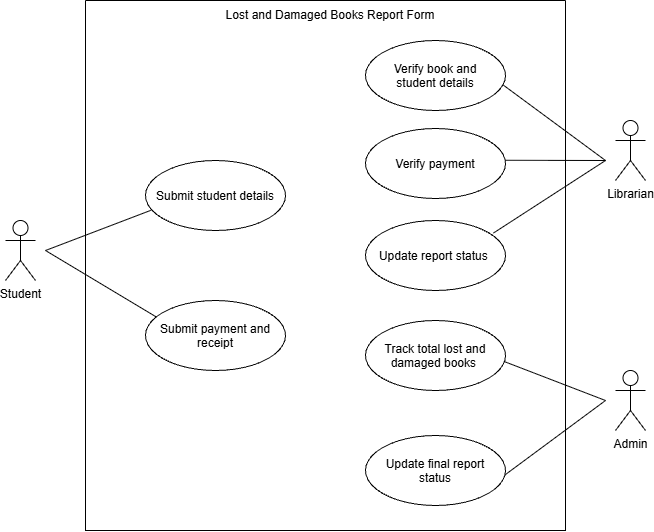 Lost and Damaged Books Report Form
Verify book and
student details
Verify payment
Librarian
Submit student details
Update report status
Student
Submit payment and
receipt
Track total lost and
damaged books
Admin
Update final report
status